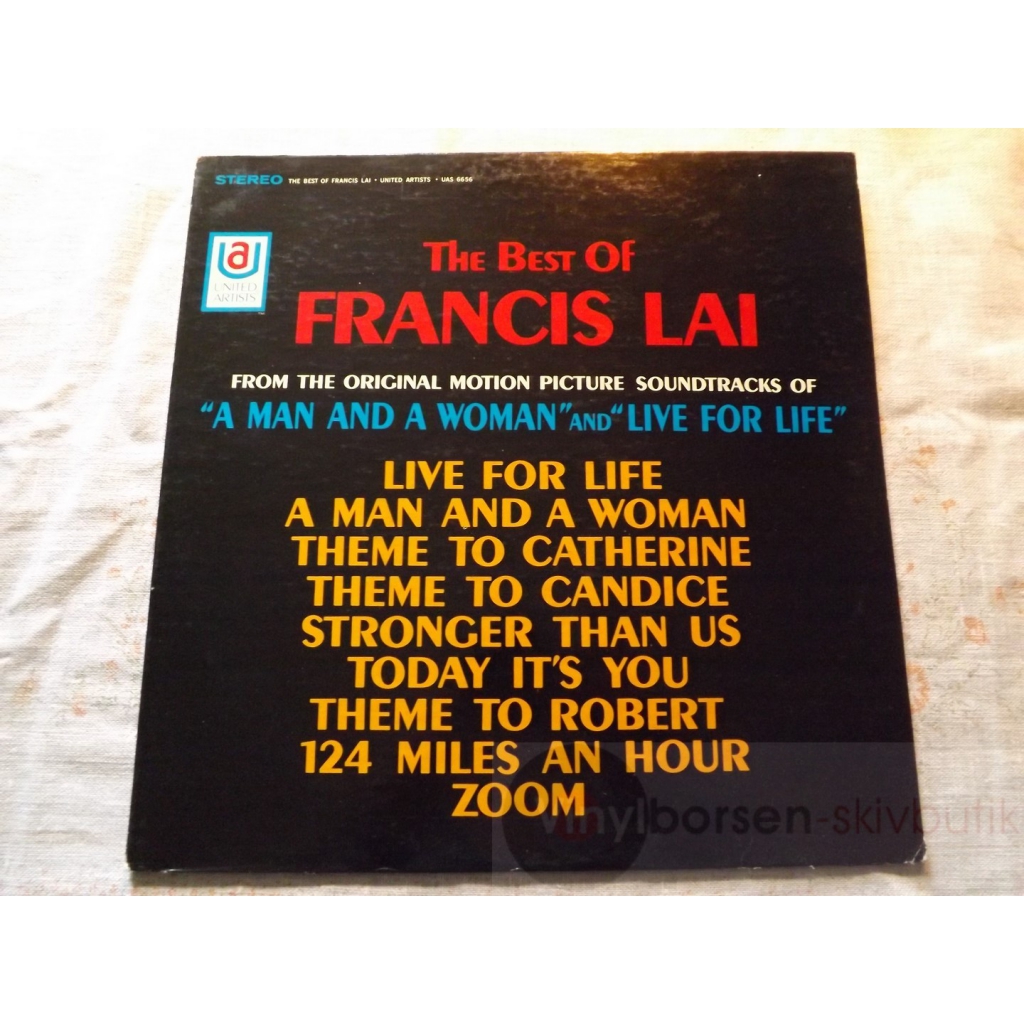 STEREO THE BEST OF FRANCIS LAI • UNITED ARTISTS • UAS 6656
ua
UNITED
ARTISTS
THE BEST OF
FRANCIS LAI
FROM THE ORIGINAL MOTION PICTURE SOUNDTRACKS OF
"A MAN AND A WOMAN" AND "LIVE FOR LIFE"
LIVE FOR LIFE
A MAN AND A WOMAN
THEME TO CATHERINE
THEME TO CANDICE
STRONGER THAN US
TODAY IT'S YOU
THEME TO ROBERT
124 MILES AN HOUR
ZOOM
vinylborsen-skivbutik